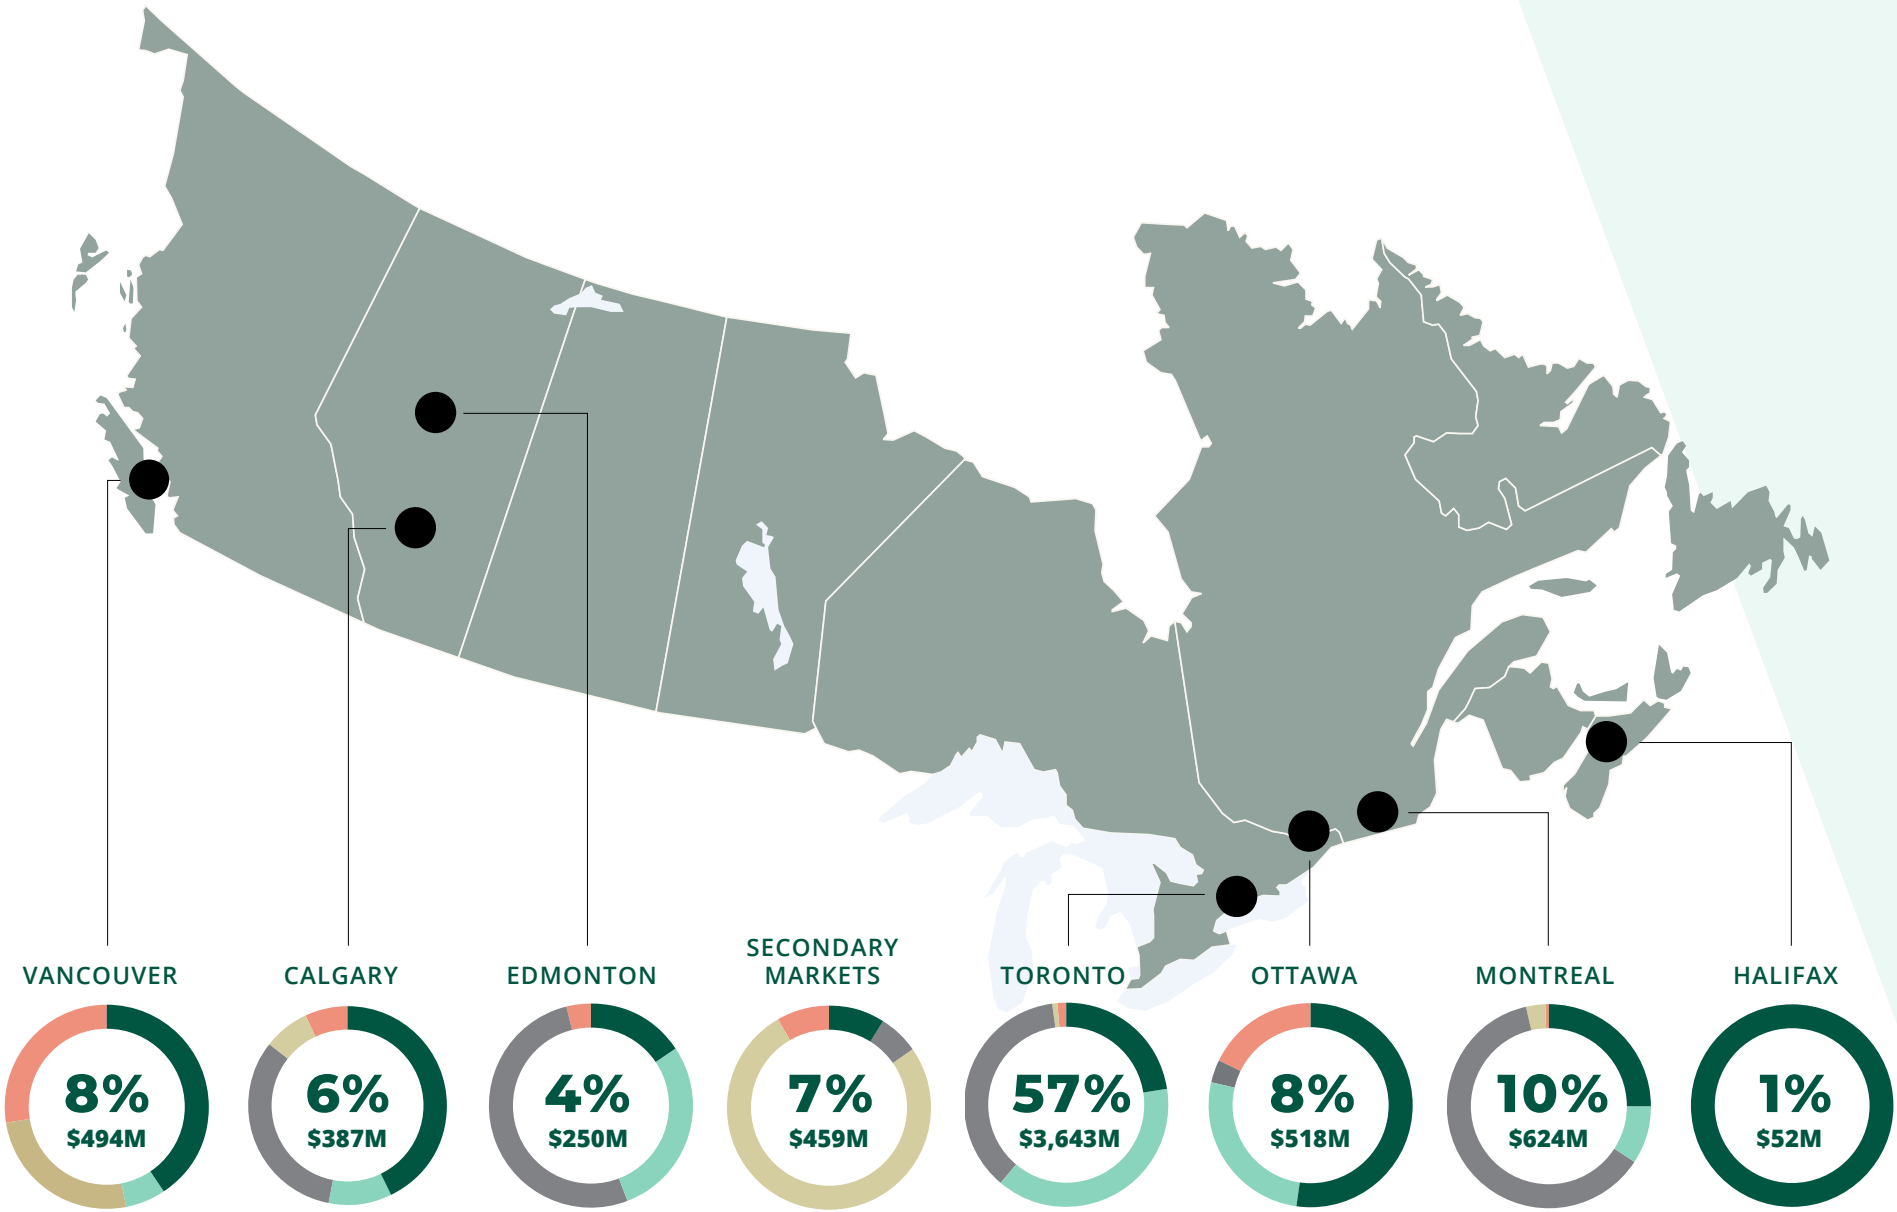 VANCOUVER
8%
$494M
CALGARY
6%
$387M
EDMONTON
4%
$250M
SECONDARY
MARKETS
7%
$459M
TORONTO
57%
$3,643M
OTTAWA
8%
$518M
MONTREAL
10%
$624M
HALIFAX
1%
$52M